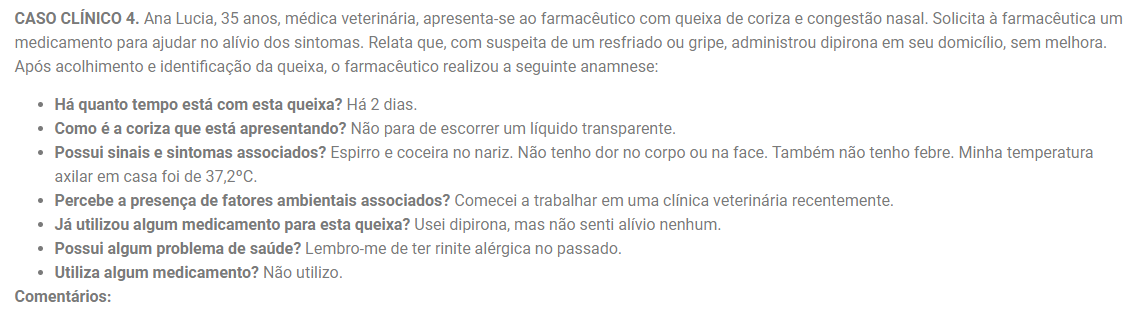 CASO CLÍNICO 4. Ana Lucia, 35 anos, médica veterinária, apresenta-se ao farmacêutico com queixa de coriza e congestão nasal. Solicita à farmacêutica um
medicamento para ajudar no alívio dos sintomas. Relata que, com suspeita de um resfriado ou gripe, administrou dipirona em seu domicílio, sem melhora.
Após acolhimento e identificação da queixa, o farmacêutico realizou a seguinte anamnese:
• Há quanto tempo está com esta queixa? Há 2 dias.
• Como é a coriza que está apresentando? Não para de escorrer um líquido transparente.
• Possui sinais e sintomas associados? Espirro e coceira no nariz. Não tenho dor no corpo ou na face. Também não tenho febre. Minha temperatura
axilar em casa foi de 37,2ºC.
• Percebe a presença de fatores ambientais associados? Comecei a trabalhar em uma clínica veterinária recentemente.
• Já utilizou algum medicamento para esta queixa? Usei dipirona, mas não senti alívio nenhum.
• Possui algum problema de saúde? Lembro-me de ter rinite alérgica no passado.
• Utiliza algum medicamento? Não utilizo.
Comentários: